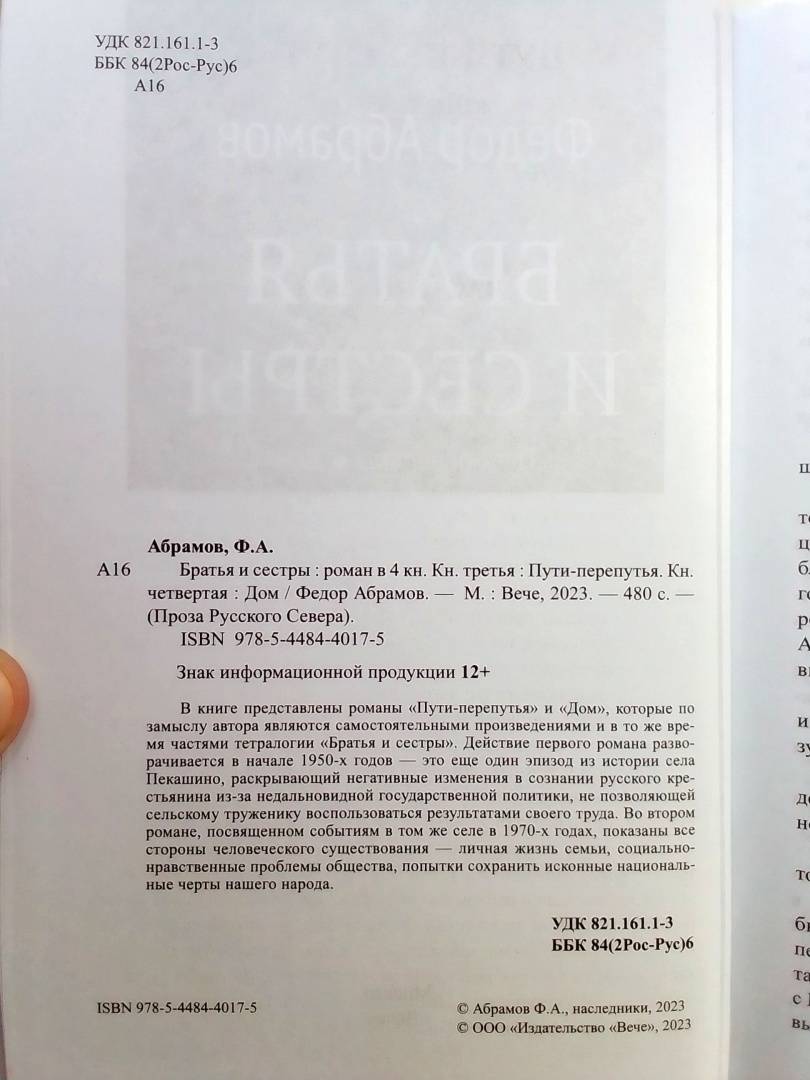 УДК 821.161.1-3
ББК 84(2Рос-Рус)6
А16
Федор Абрамов
БРАТЬЯ
И СЕСТРЫ
Абрамов, Ф.А.
А16 Братья и сестры : роман в 4 кн. Кн. третья : Пути-перепутья. Кн.
четвертая : Дом / Федор Абрамов. — М. : Вече, 2023. — 480 с. —
(Проза Русского Севера).
ISBN 978-5-4484-4017-5
Знак информационной продукции 12+
В книге представлены романы «Пути-перепутья» и «Дом», которые по
замыслу автора являются самостоятельными произведениями и в то же вре-
мя частями тетралогии «Братья и сестры». Действие первого романа разво-
рачивается в начале 1950-х годов — это еще один эпизод из истории села
Пекашино, раскрывающий негативные изменения в сознании русского кре-
стьянина из-за недальновидной государственной политики, не позволяющей
сельскому труженику воспользоваться результатами своего труда. Во втором
романе, посвященном событиям в том же селе в 1970-х годах, показаны все
стороны человеческого существования — личная жизнь семьи, социально-
нравственные проблемы общества, попытки сохранить исконные националь-
ные черты нашего народа.
УДК 821.161.1-3
ББК 84(2Рос-Рус)6
ISBN 978-5-4484-4017-5
© Абрамов Ф.А., наследники, 2023
© ООО «Издательство «Вече», 2023